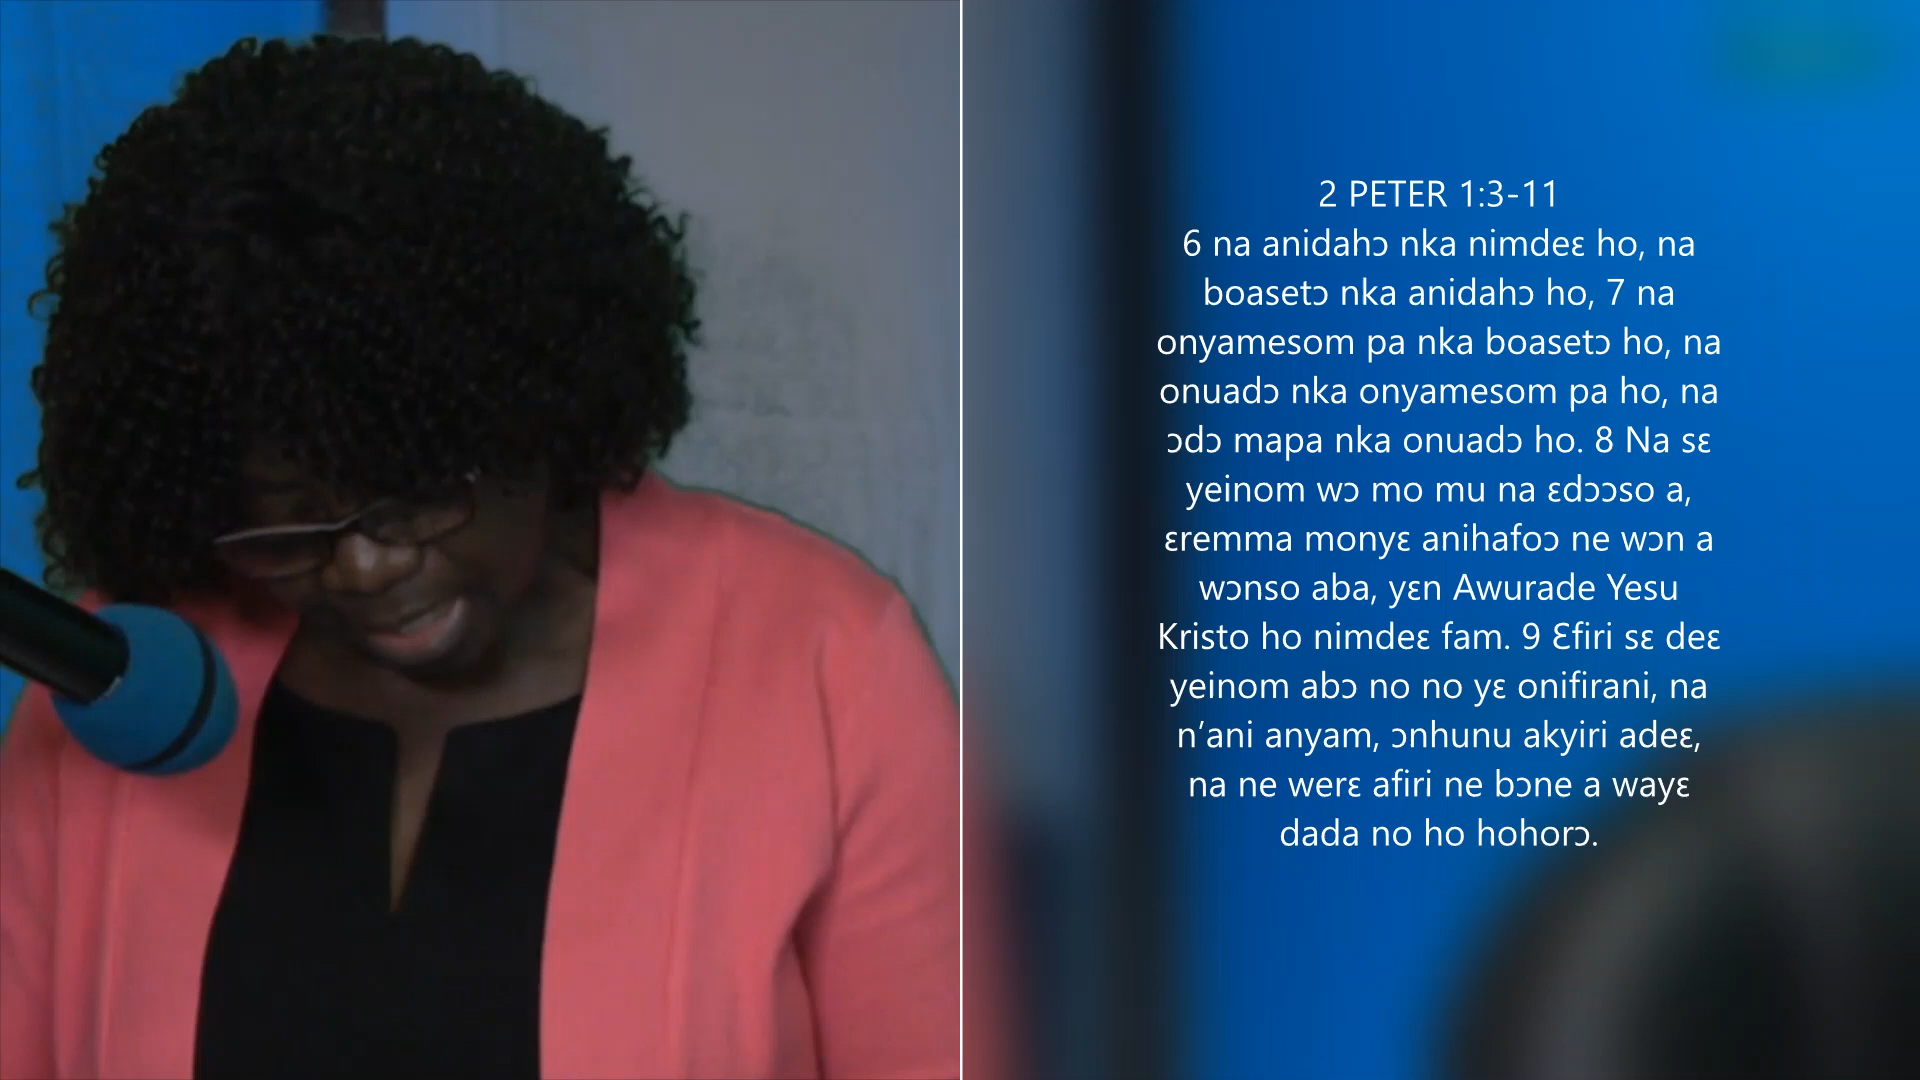 2 PETER 1:3-11
6 na anidahɔ nka nimdeɛ ho, na
boasetɔ nka anidahɔ ho, 7 na
onyamesom pa nka boasetɔ ho, na
onuadɔ nka onyamesom pa ho, na
ɔdɔ mapa nka onuadɔ ho. 8 Na sɛ
yeinom wɔ mo mu na ɛdɔɔso a,
ɛremma monyɛ anihafoɔ ne wɔn a
wɔnso aba, yɛn Awurade Yesu
Kristo ho nimdeɛ fam. 9 Ɛfiri sɛ deɛ
yeinom abɔ no no yɛ onifirani, na
n’ani anyam, ɔnhunu akyiri adeɛ,
na ne werɛ afiri ne bɔne a wayɛ
dada no ho hohorɔ.